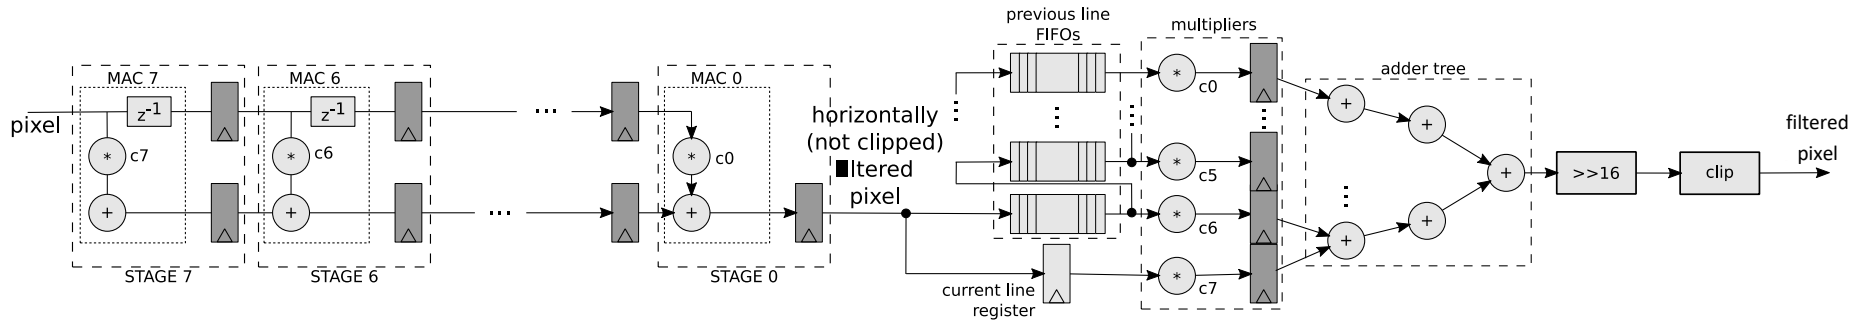 pixel
MAC 7
z-1
*
c7
+
STAGE 7
MAC 6
z-1
*
c6
+
STAGE 6
...
...
MAC 0
*
c0
+
STAGE 0
horizontally
(not clipped)
ltered
pixel
previous line
FIFOs
...
...
...
current line
register
multipliers
*
c0
*
c5
*
c6
*
c7
...
adder tree
+
+
+
...
+
+
>>16
clip
filtered
pixel